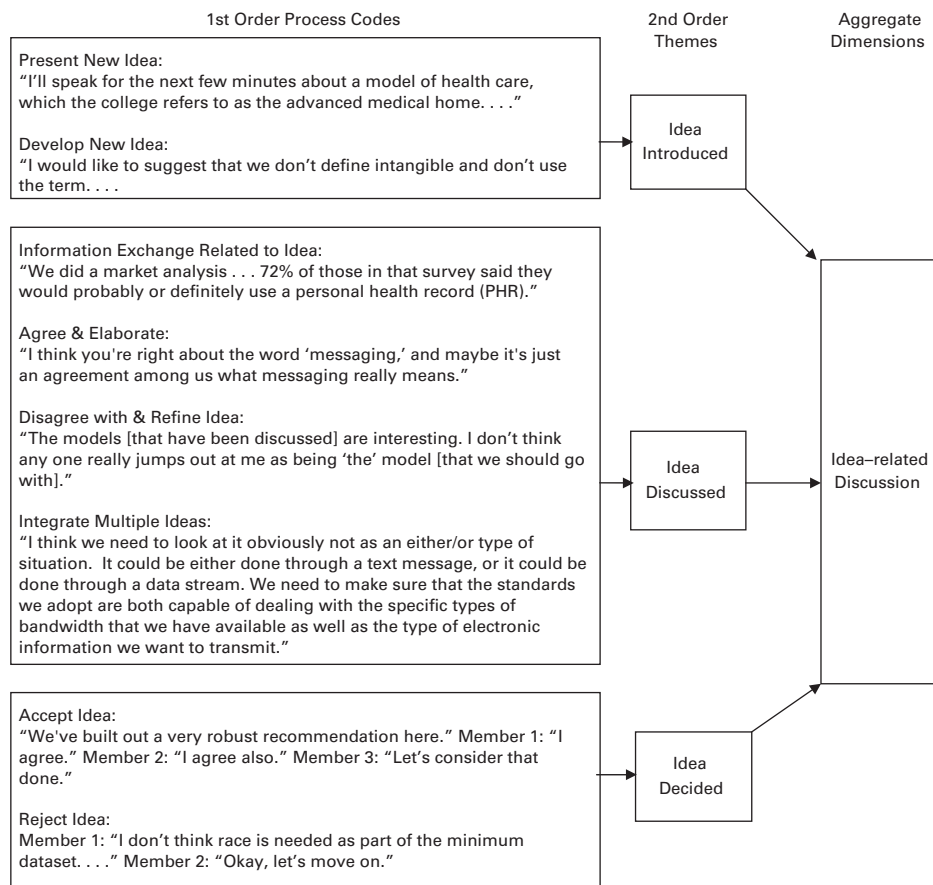 1st Order Process Codes
2nd Order
Themes
Aggregate
Dimensions
Present New Idea:
“I’ll speak for the next few minutes about a model of health care,
which the college refers to as the advanced medical home. . . .”
Develop New Idea:
“I would like to suggest that we don’t define intangible and don’t use
the term. . . .
Idea
Introduced
Information Exchange Related to Idea:
“We did a market analysis . . . 72% of those in that survey said they
would probably or definitely use a personal health record (PHR).”
Agree & Elaborate:
“I think you're right about the word ‘messaging,’ and maybe it's just
an agreement among us what messaging really means.”
Disagree with & Refine Idea:
“The models [that have been discussed] are interesting. I don’t think
any one really jumps out at me as being ‘the’ model [that we should go
with].”
Integrate Multiple Ideas:
“I think we need to look at it obviously not as an either/or type of
situation.  It could be either done through a text message, or it could be
done through a data stream. We need to make sure that the standards
we adopt are both capable of dealing with the specific types of
bandwidth that we have available as well as the type of electronic
information we want to transmit.”
Idea
Discussed
Idea–related
Discussion
Accept Idea:
“We've built out a very robust recommendation here.” Member 1: “I
agree.” Member 2: “I agree also.” Member 3: “Let’s consider that
done.”
Reject Idea:
Member 1: “I don’t think race is needed as part of the minimum
dataset. . . .” Member 2: “Okay, let’s move on.”
Idea
Decided